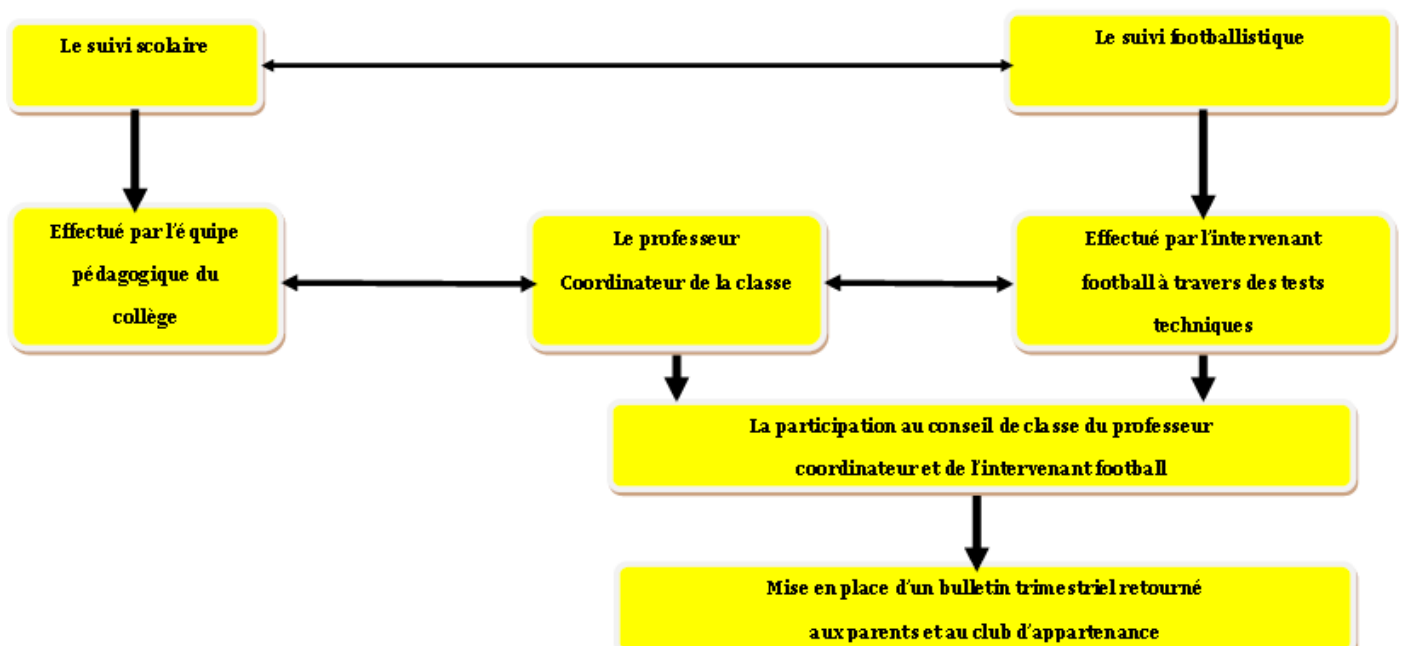 Le suivi scolaire
Le suivi footballistique
Effectué par l'équipe
pédagogique du
collège
Le professeur
Coordinateur de la classe
Effectué par l'intervenant
football à travers des tests
techniques
La participation au conseil de classe du professeur
coordinateur et de l'intervenant football
Mise en place d'un bulletin trimestriel retourné
aux parents et au club d'appartenance